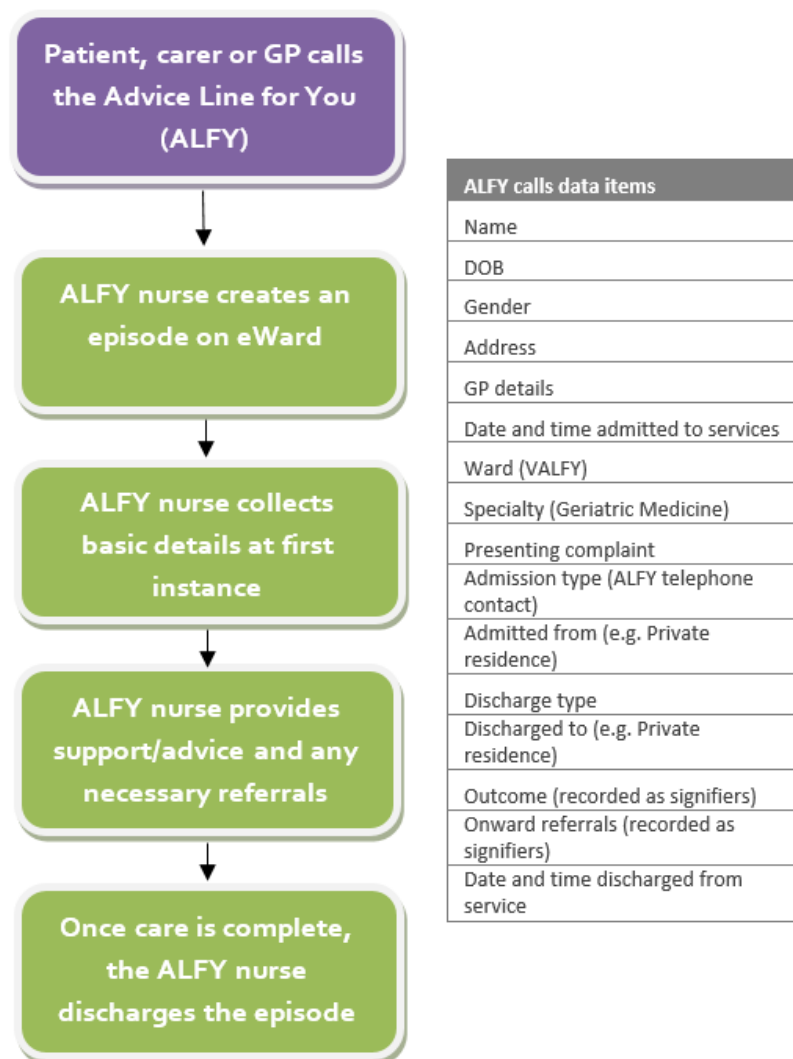 Patient, carer or GP calls
the Advice Line for You
(ALFY)
ALFY nurse creates an
episode on eWard
ALFY nurse collects
basic details at first
instance
ALFY nurse provides
support/advice and any
necessary referrals
Once care is complete,
the ALFY nurse
discharges the episode
ALFY calls data items
Name
DOB
Gender
Address
GP details
Date and time admitted to services
Ward (VALFY)
Specialty (Geriatric Medicine)
Presenting complaint
Admission type (ALFY telephone
contact)
Admitted from (e.g. Private
residence)
Discharge type
Discharged to (e.g. Private
residence)
Outcome (recorded as signifiers)
Onward referrals (recorded as
signifiers)
Date and time discharged from
service